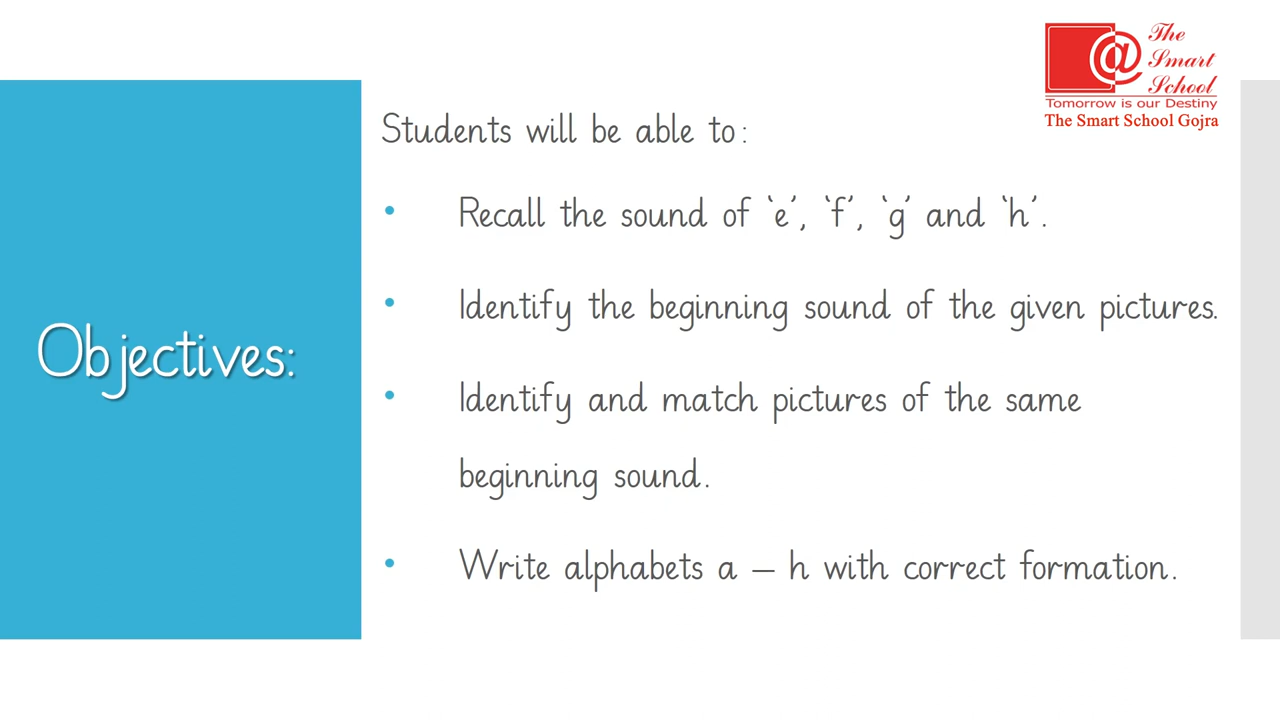 The
Smart
School
Tomorrow is our Destiny
The Smart School Gojra
Objectives:
Students will be able to:
• Recall the sound of ‘e’, ‘f’, ‘g’ and ‘h’.
• Identify the beginning sound of the given pictures.
• Identify and match pictures of the same
beginning sound.
• Write alphabets a – h with correct formation.